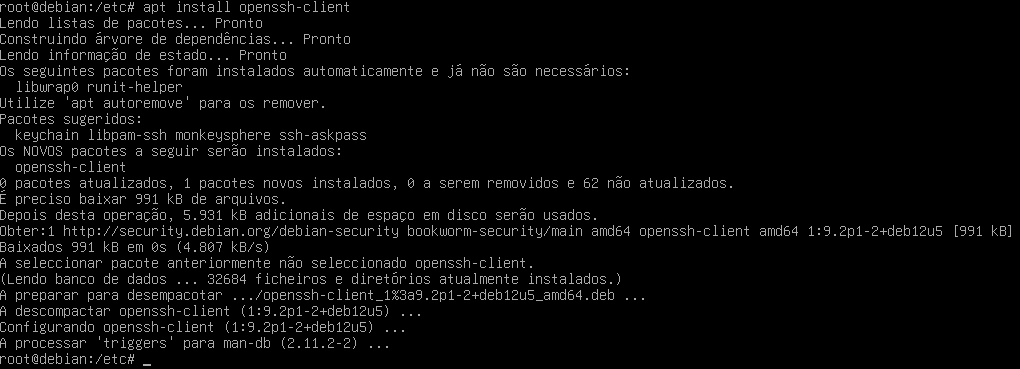 root@debian:/etc# apt install openssh-client
Lendo listas de pacotes... Pronto
Construindo árvore de dependências... Pronto
Lendo informação de estado... Pronto
Os seguintes pacotes foram instalados automaticamente e já não são necessários:
  libwrap0 runit-helper
Utilize 'apt autoremove' para os remover.
Pacotes sugeridos:
  keychain libpam-ssh monkeysphere ssh-askpass
Os NOVOS pacotes a seguir serão instalados:
  openssh-client
0 pacotes atualizados, 1 pacotes novos instalados, 0 a serem removidos e 62 não atualizados.
É preciso baixar 991 kB de arquivos.
Depois desta operação, 5.931 kB adicionais de espaço em disco serão usados.
Obter:1 http://security.debian.org/debian-security bookworm-security/main amd64 openssh-client amd64 1:9.2p1-2+deb12u5 [991 kB]
Baixados 991 kB em 0s (4.807 kB/s)
A seleccionar pacote anteriormente não seleccionado openssh-client.
(Lendo banco de dados ... 32684 ficheiros e diretórios atualmente instalados.)
A preparar para desempacotar .../openssh-client_1%3a9.2p1-2+deb12u5_amd64.deb ...
A descompactar openssh-client (1:9.2p1-2+deb12u5) ...
Configurando openssh-client (1:9.2p1-2+deb12u5) ...
A processar 'triggers' para man-db (2.11.2-2) ...
root@debian:/etc# _